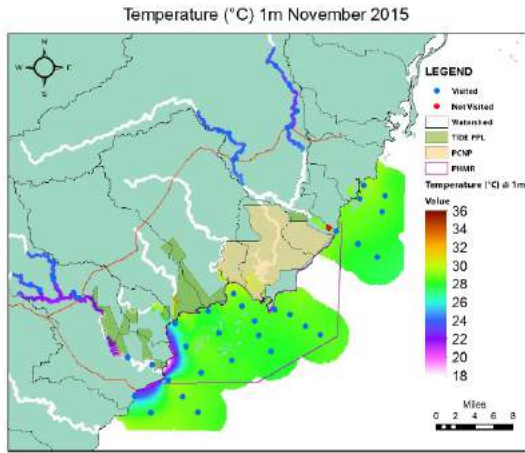 Temperature (°C) 1m November 2015
N
W E
S
LEGEND
Visited
Not Visited
Watershed
TIDE PPL
PCNP
PHMR
Temperature (°C) @ 1m
Value
36
34
32
30
28
26
24
22
20
18
Miles
0 2 4 8